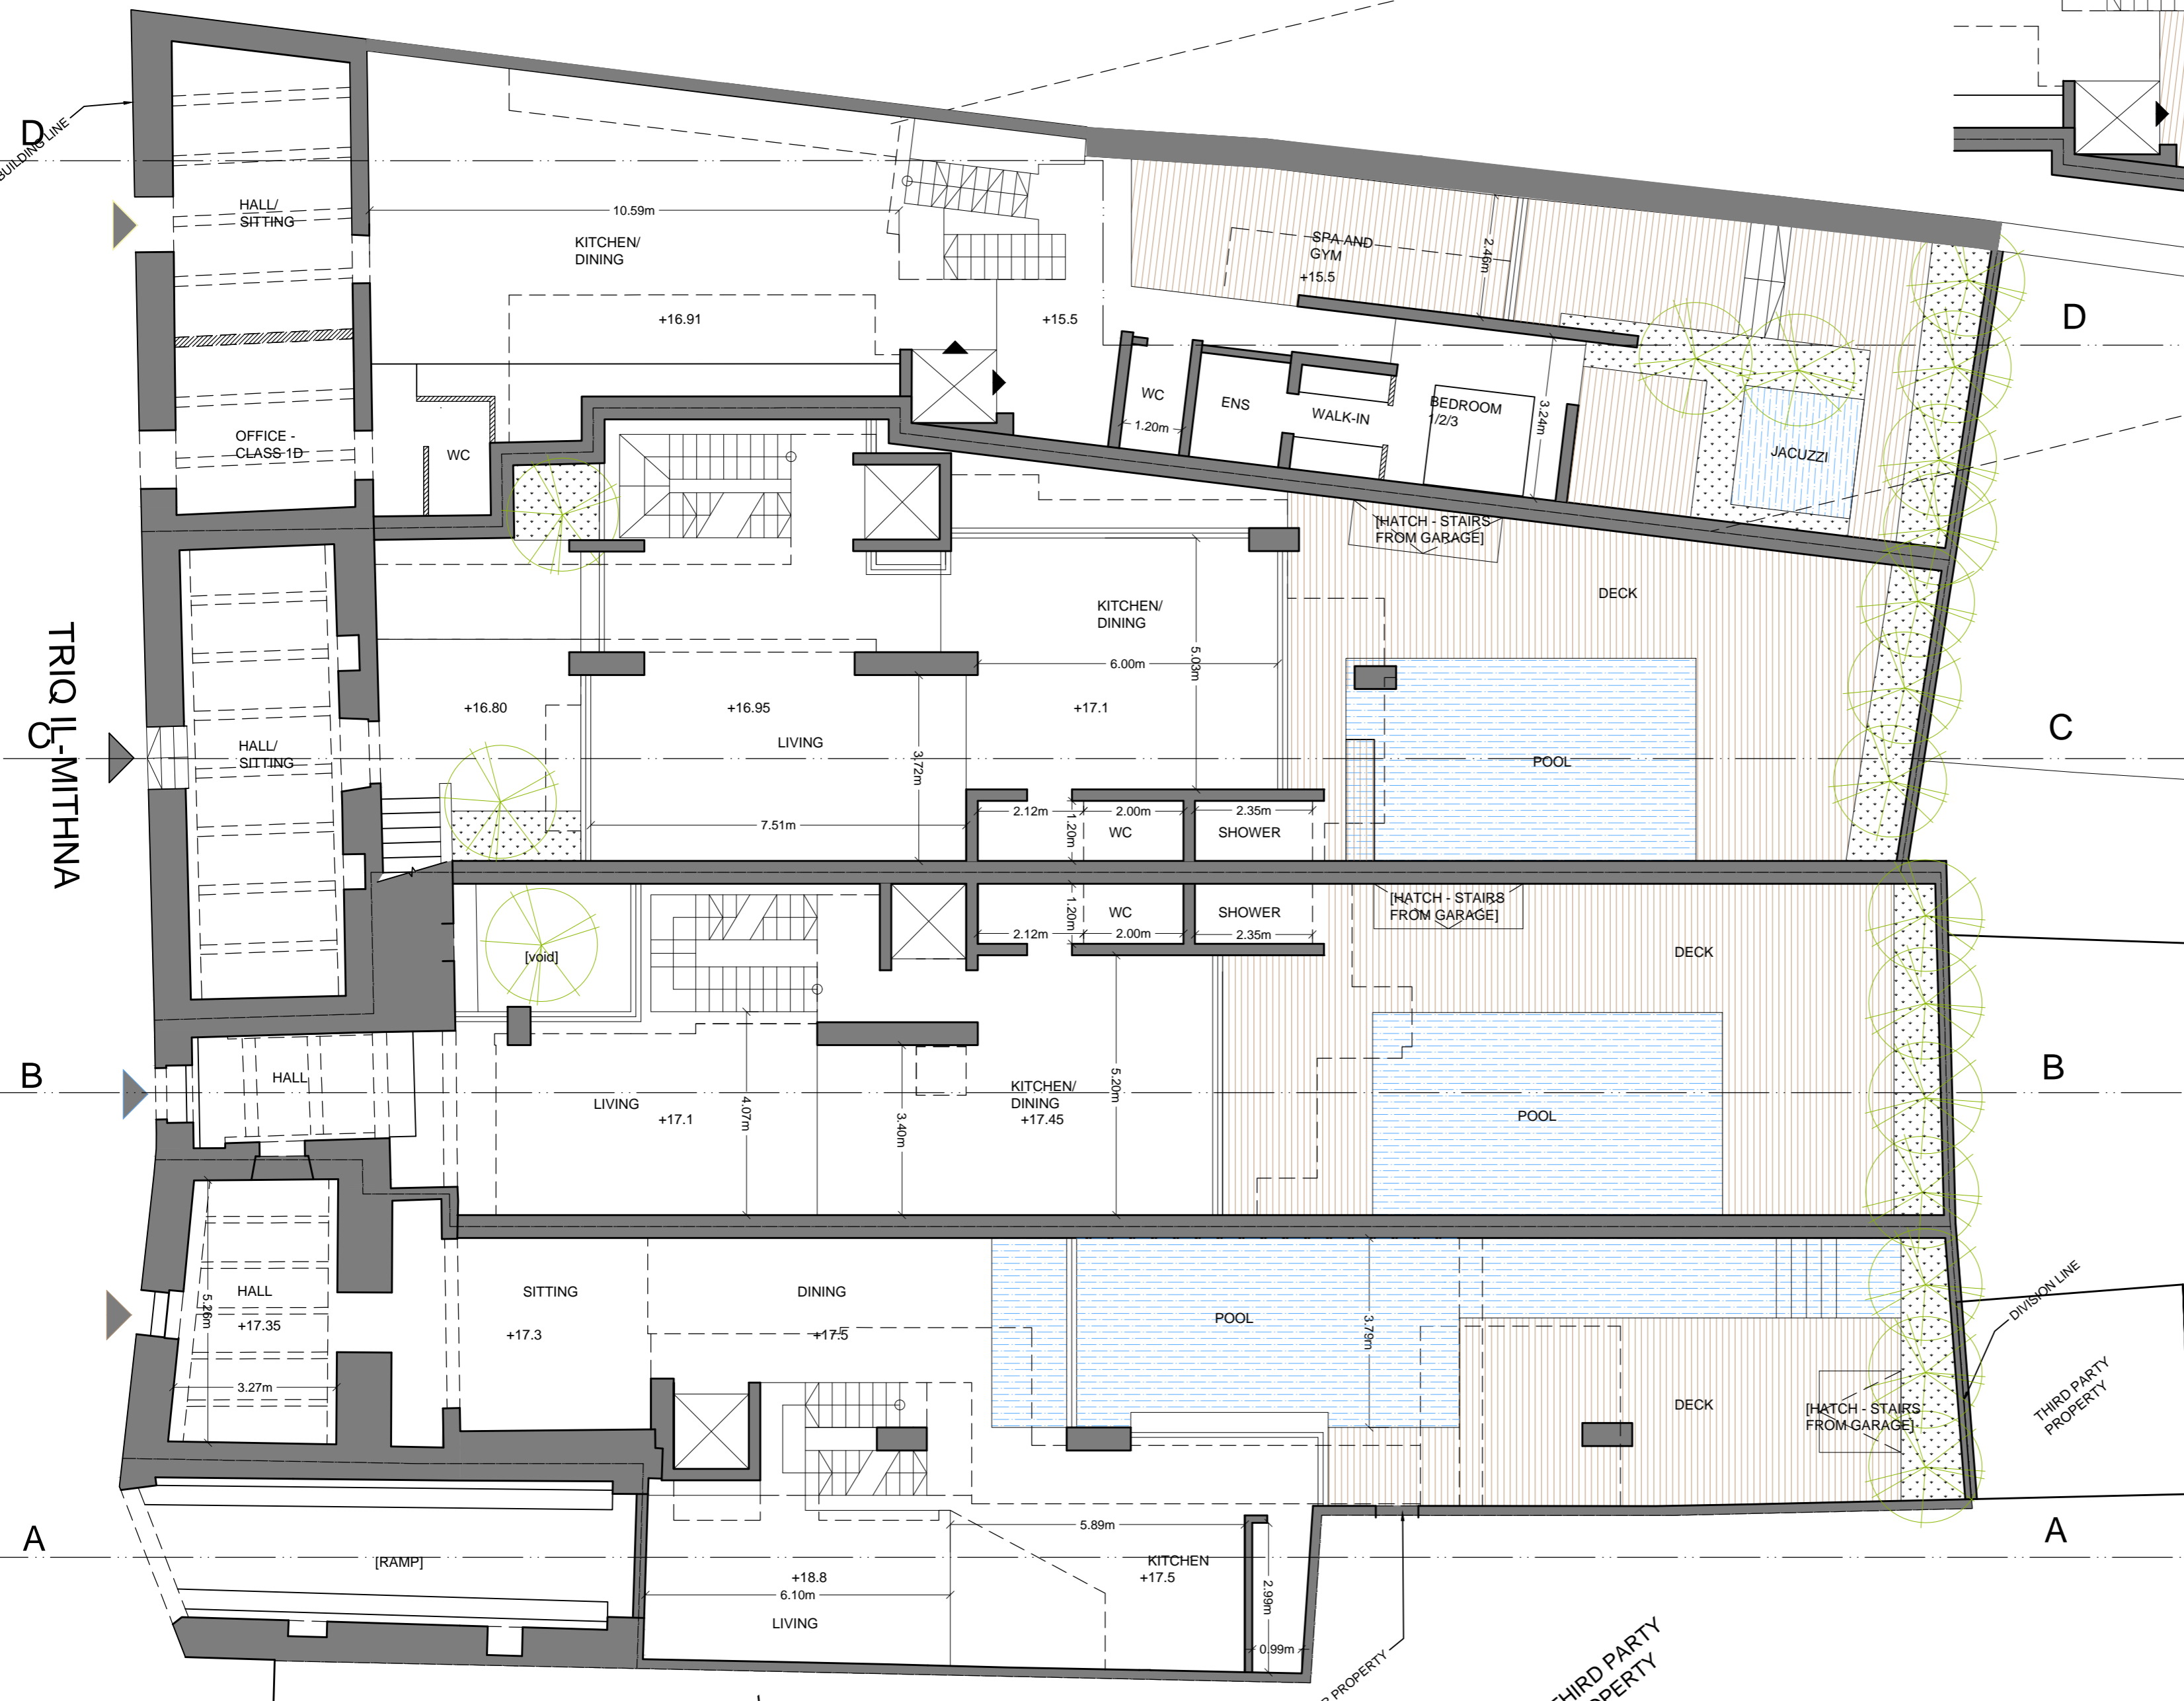 D
BUILDING LINE
HALL/
SITTING
10.59m
KITCHEN/
DINING
+16.91
+15.5
SPA AND
GYM
+15.5
2.46m
D
WC
1.20m
ENS
WALK-IN
BEDROOM
1/2/3
3.24m
JACUZZI
OFFICE -
CLASS 1D
WC
[HATCH - STAIRS
FROM GARAGE]
DECK
KITCHEN/
DINING
6.00m
5.03m
TRIQ IL-MITHNA
C
HALL/
SITTING
+16.80
+16.95
+17.1
LIVING
3.72m
POOL
C
7.51m
2.12m
2.00m
2.35m
1.20m
WC
SHOWER
1.20m
WC
SHOWER
2.12m
2.00m
2.35m
[HATCH - STAIRS
FROM GARAGE]
DECK
[void]
B
HALL
LIVING
+17.1
4.07m
3.40m
KITCHEN/
DINING
+17.45
5.20m
POOL
B
HALL
+17.35
5.26m
3.27m
SITTING
+17.3
DINING
+17.5
POOL
3.79m
DECK
[HATCH - STAIRS
FROM GARAGE]
DIVISION LINE
THIRD PARTY
PROPERTY
A
[RAMP]
+18.8
6.10m
LIVING
5.89m
KITCHEN
+17.5
2.99m
0.99m
A
PROPERTY
THIRD PARTY